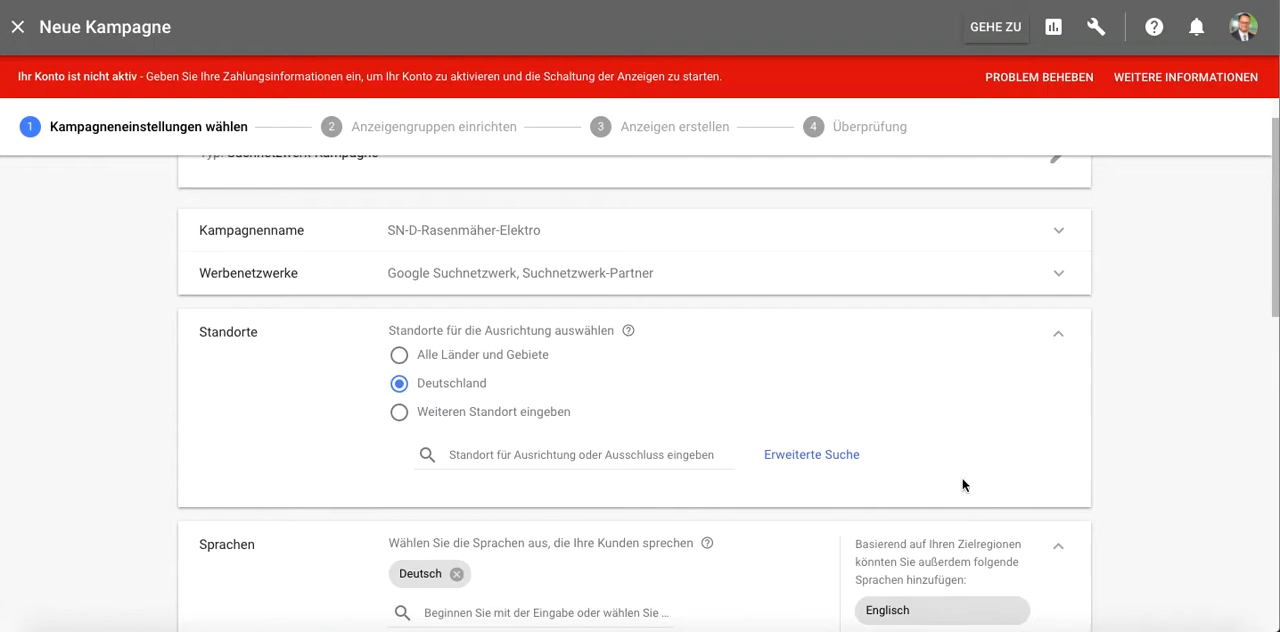 Neue Kampagne
GEHE ZU
Ihr Konto ist nicht aktiv - Geben Sie Ihre Zahlungsinformationen ein, um Ihr Konto zu aktivieren und die Schaltung der Anzeigen zu starten.
PROBLEM BEHEBEN
WEITERE INFORMATIONEN
1 Kampagneneinstellungen wählen
2 Anzeigengruppen einrichten
3 Anzeigen erstellen
4 Überprüfung
Typ: Suchnetzwerk-Kampagne
Kampagnenname
SN-D-Rasenmäher-Elektro
Werbenetzwerke
Google Suchnetzwerk, Suchnetzwerk-Partner
Standorte
Standorte für die Ausrichtung auswählen
Alle Länder und Gebiete
Deutschland
Weiteren Standort eingeben
Standort für Ausrichtung oder Ausschluss eingeben
Erweiterte Suche
Sprachen
Wählen Sie die Sprachen aus, die Ihre Kunden sprechen
Deutsch
Beginnen Sie mit der Eingabe oder wählen Sie ...
Basierend auf Ihren Zielregionen
könnten Sie außerdem folgende
Sprachen hinzufügen:
Englisch